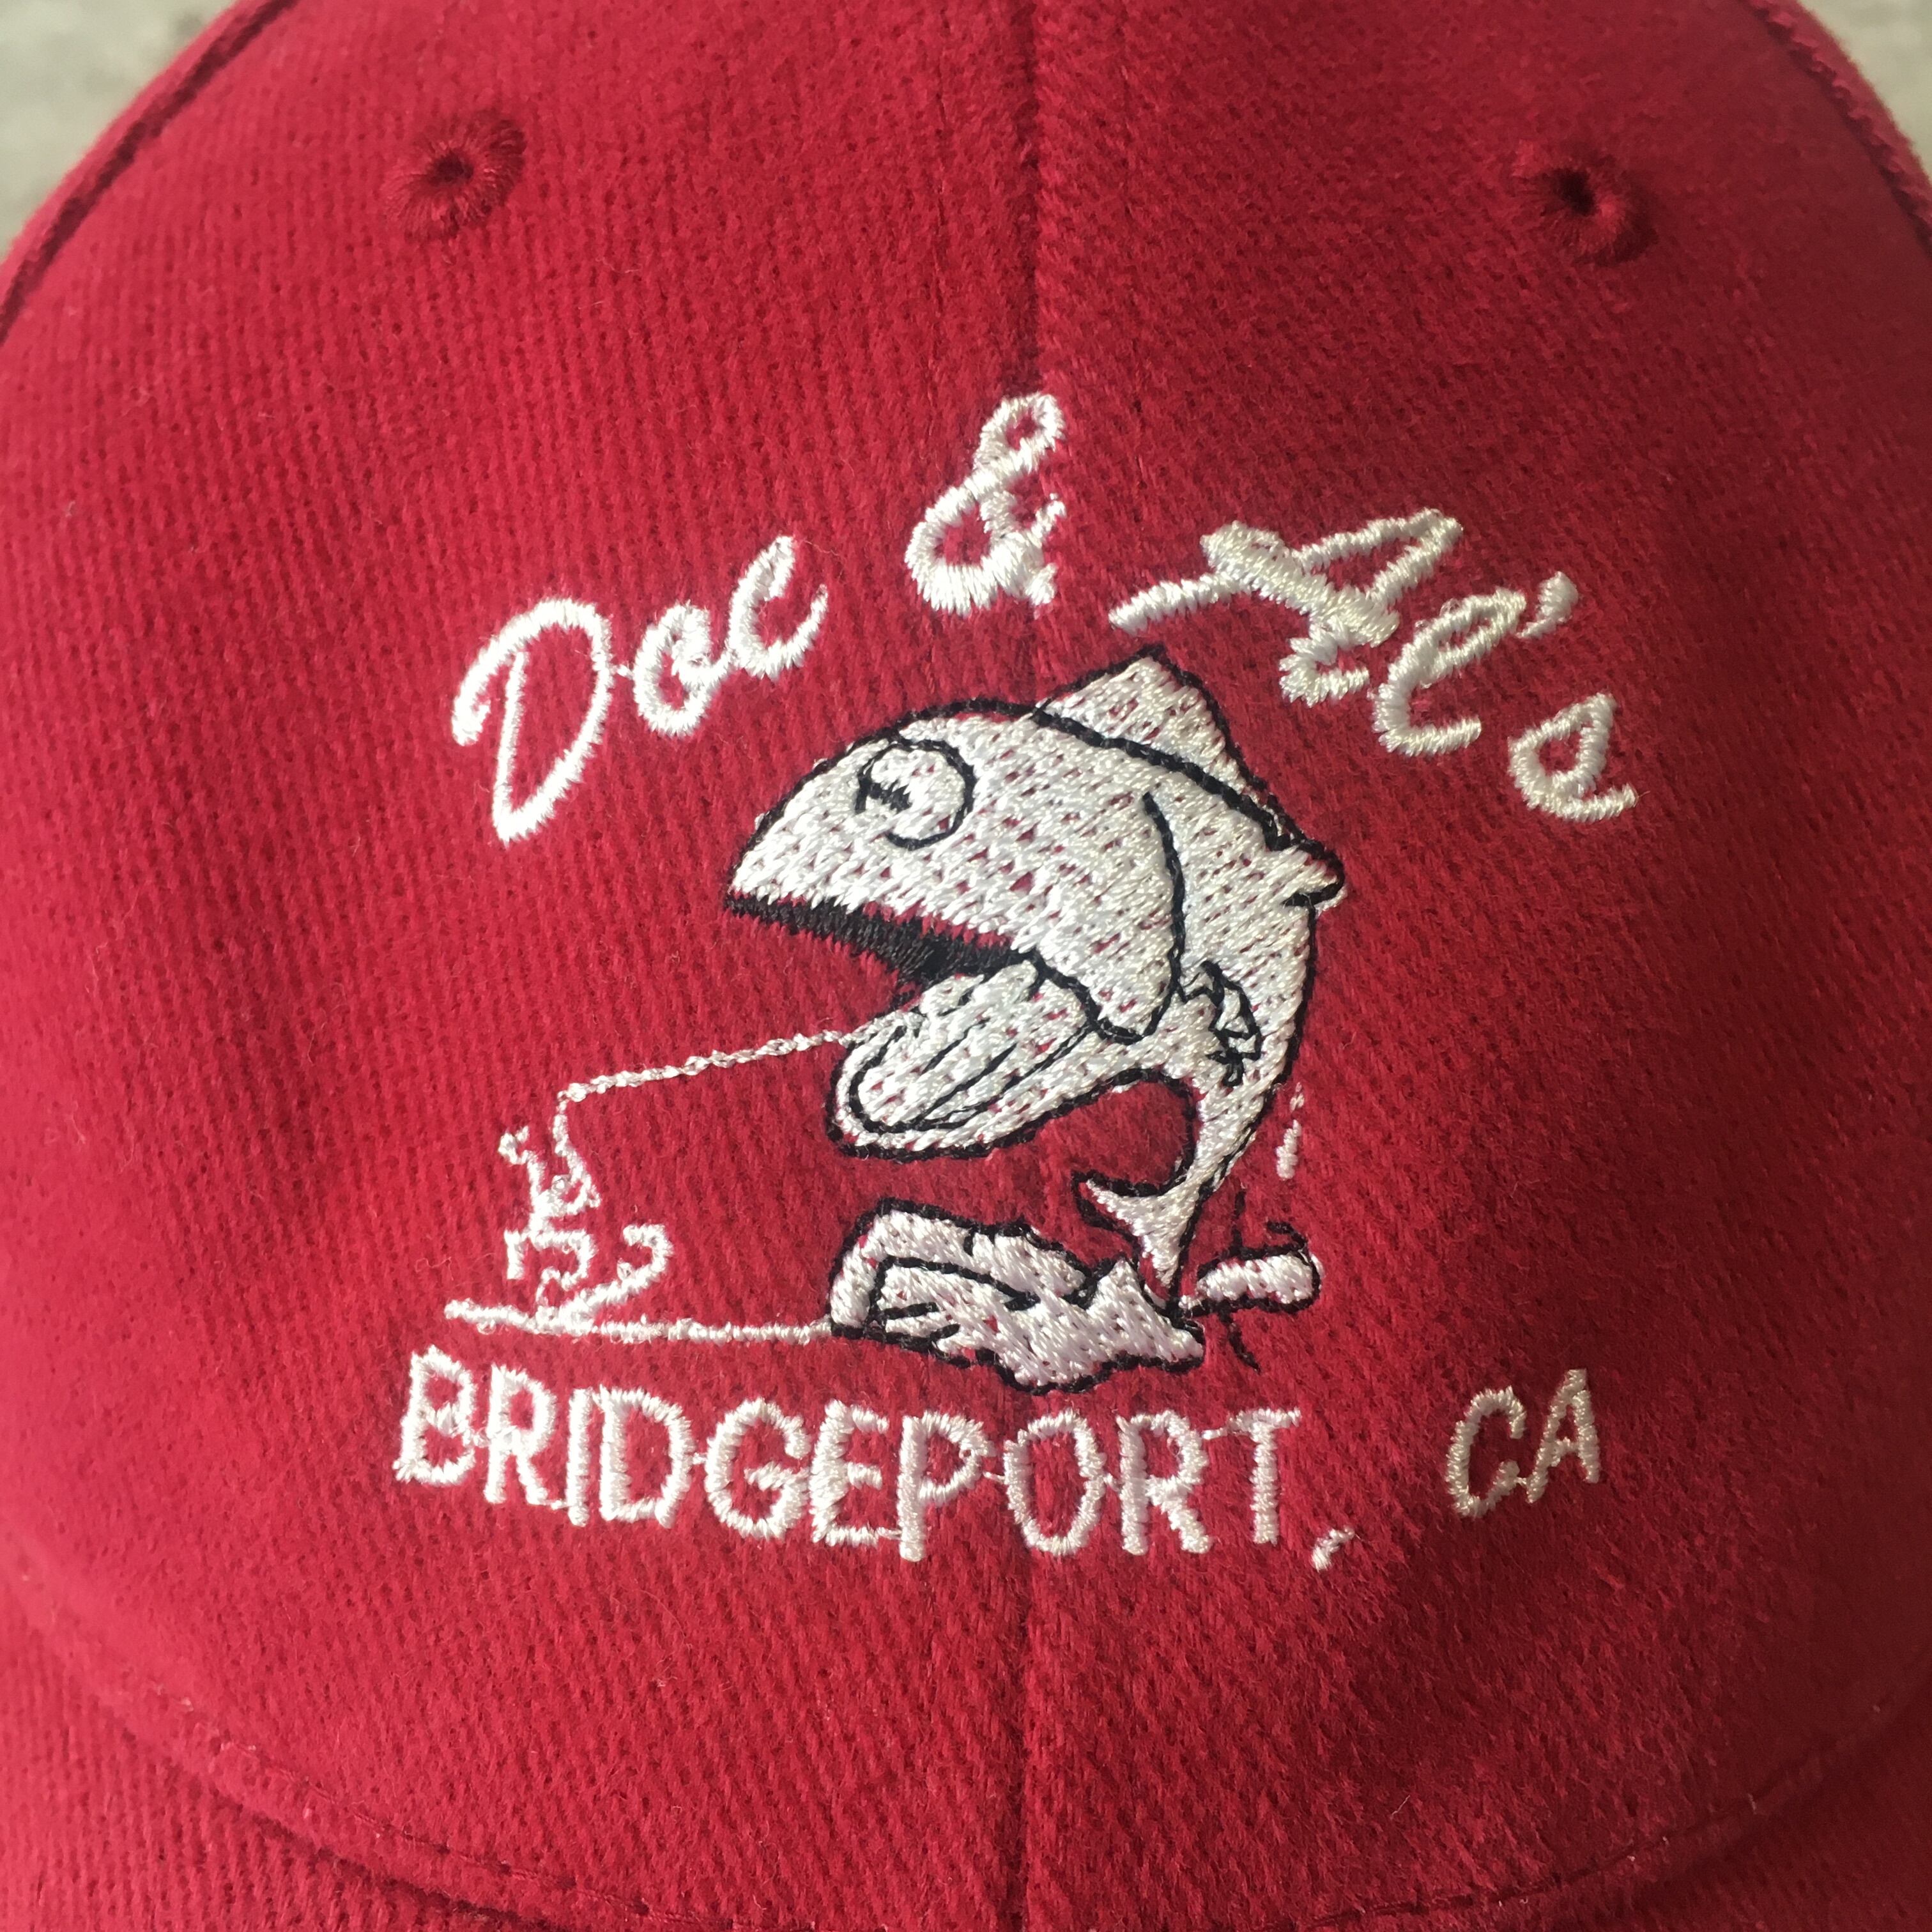 Doc & Al's
BRIDGEPORT, CA